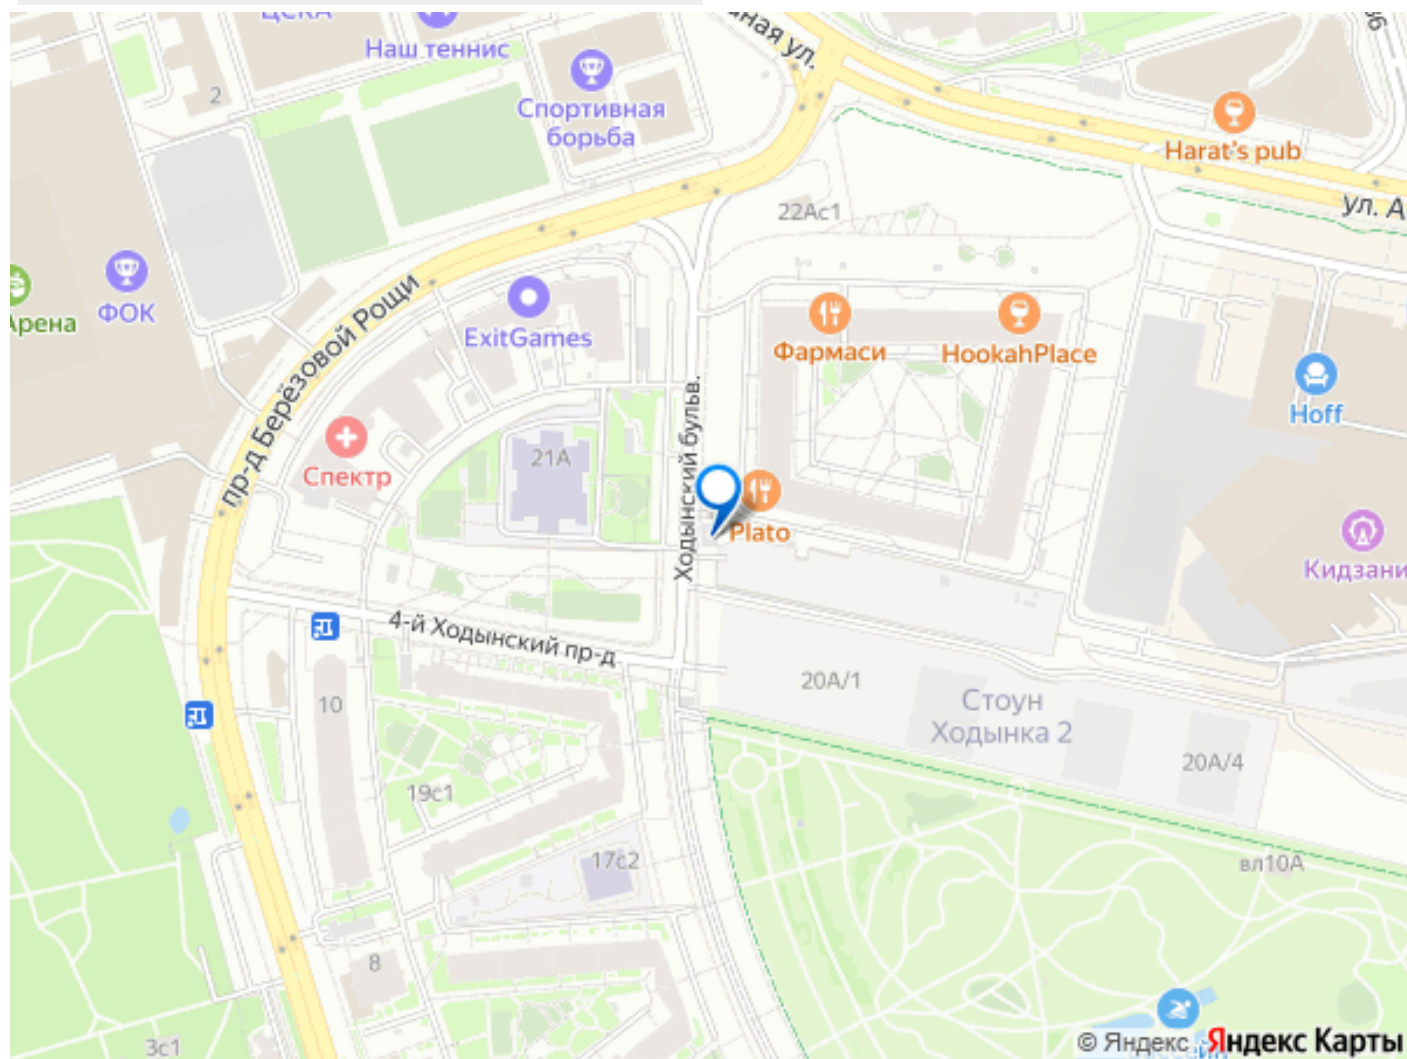 ЦСКА
Наш теннис
ная ул.
2
Спортивная
борьба
Harat's pub
ул. А
22Ас1
ФОК
Арена
ExitGames
Фармаси
HookahPlace
Hoff
пр-д Берёзовой Рощи
Ходынский бульв.
Спектр
21А
Plato
Кидзани
4-й Ходынский пр-д
10
20А/1
Стоун
Ходынка 2
20А/4
19с1
17с2
вл10А
8
3с1
© Яндекс Яндекс Карты